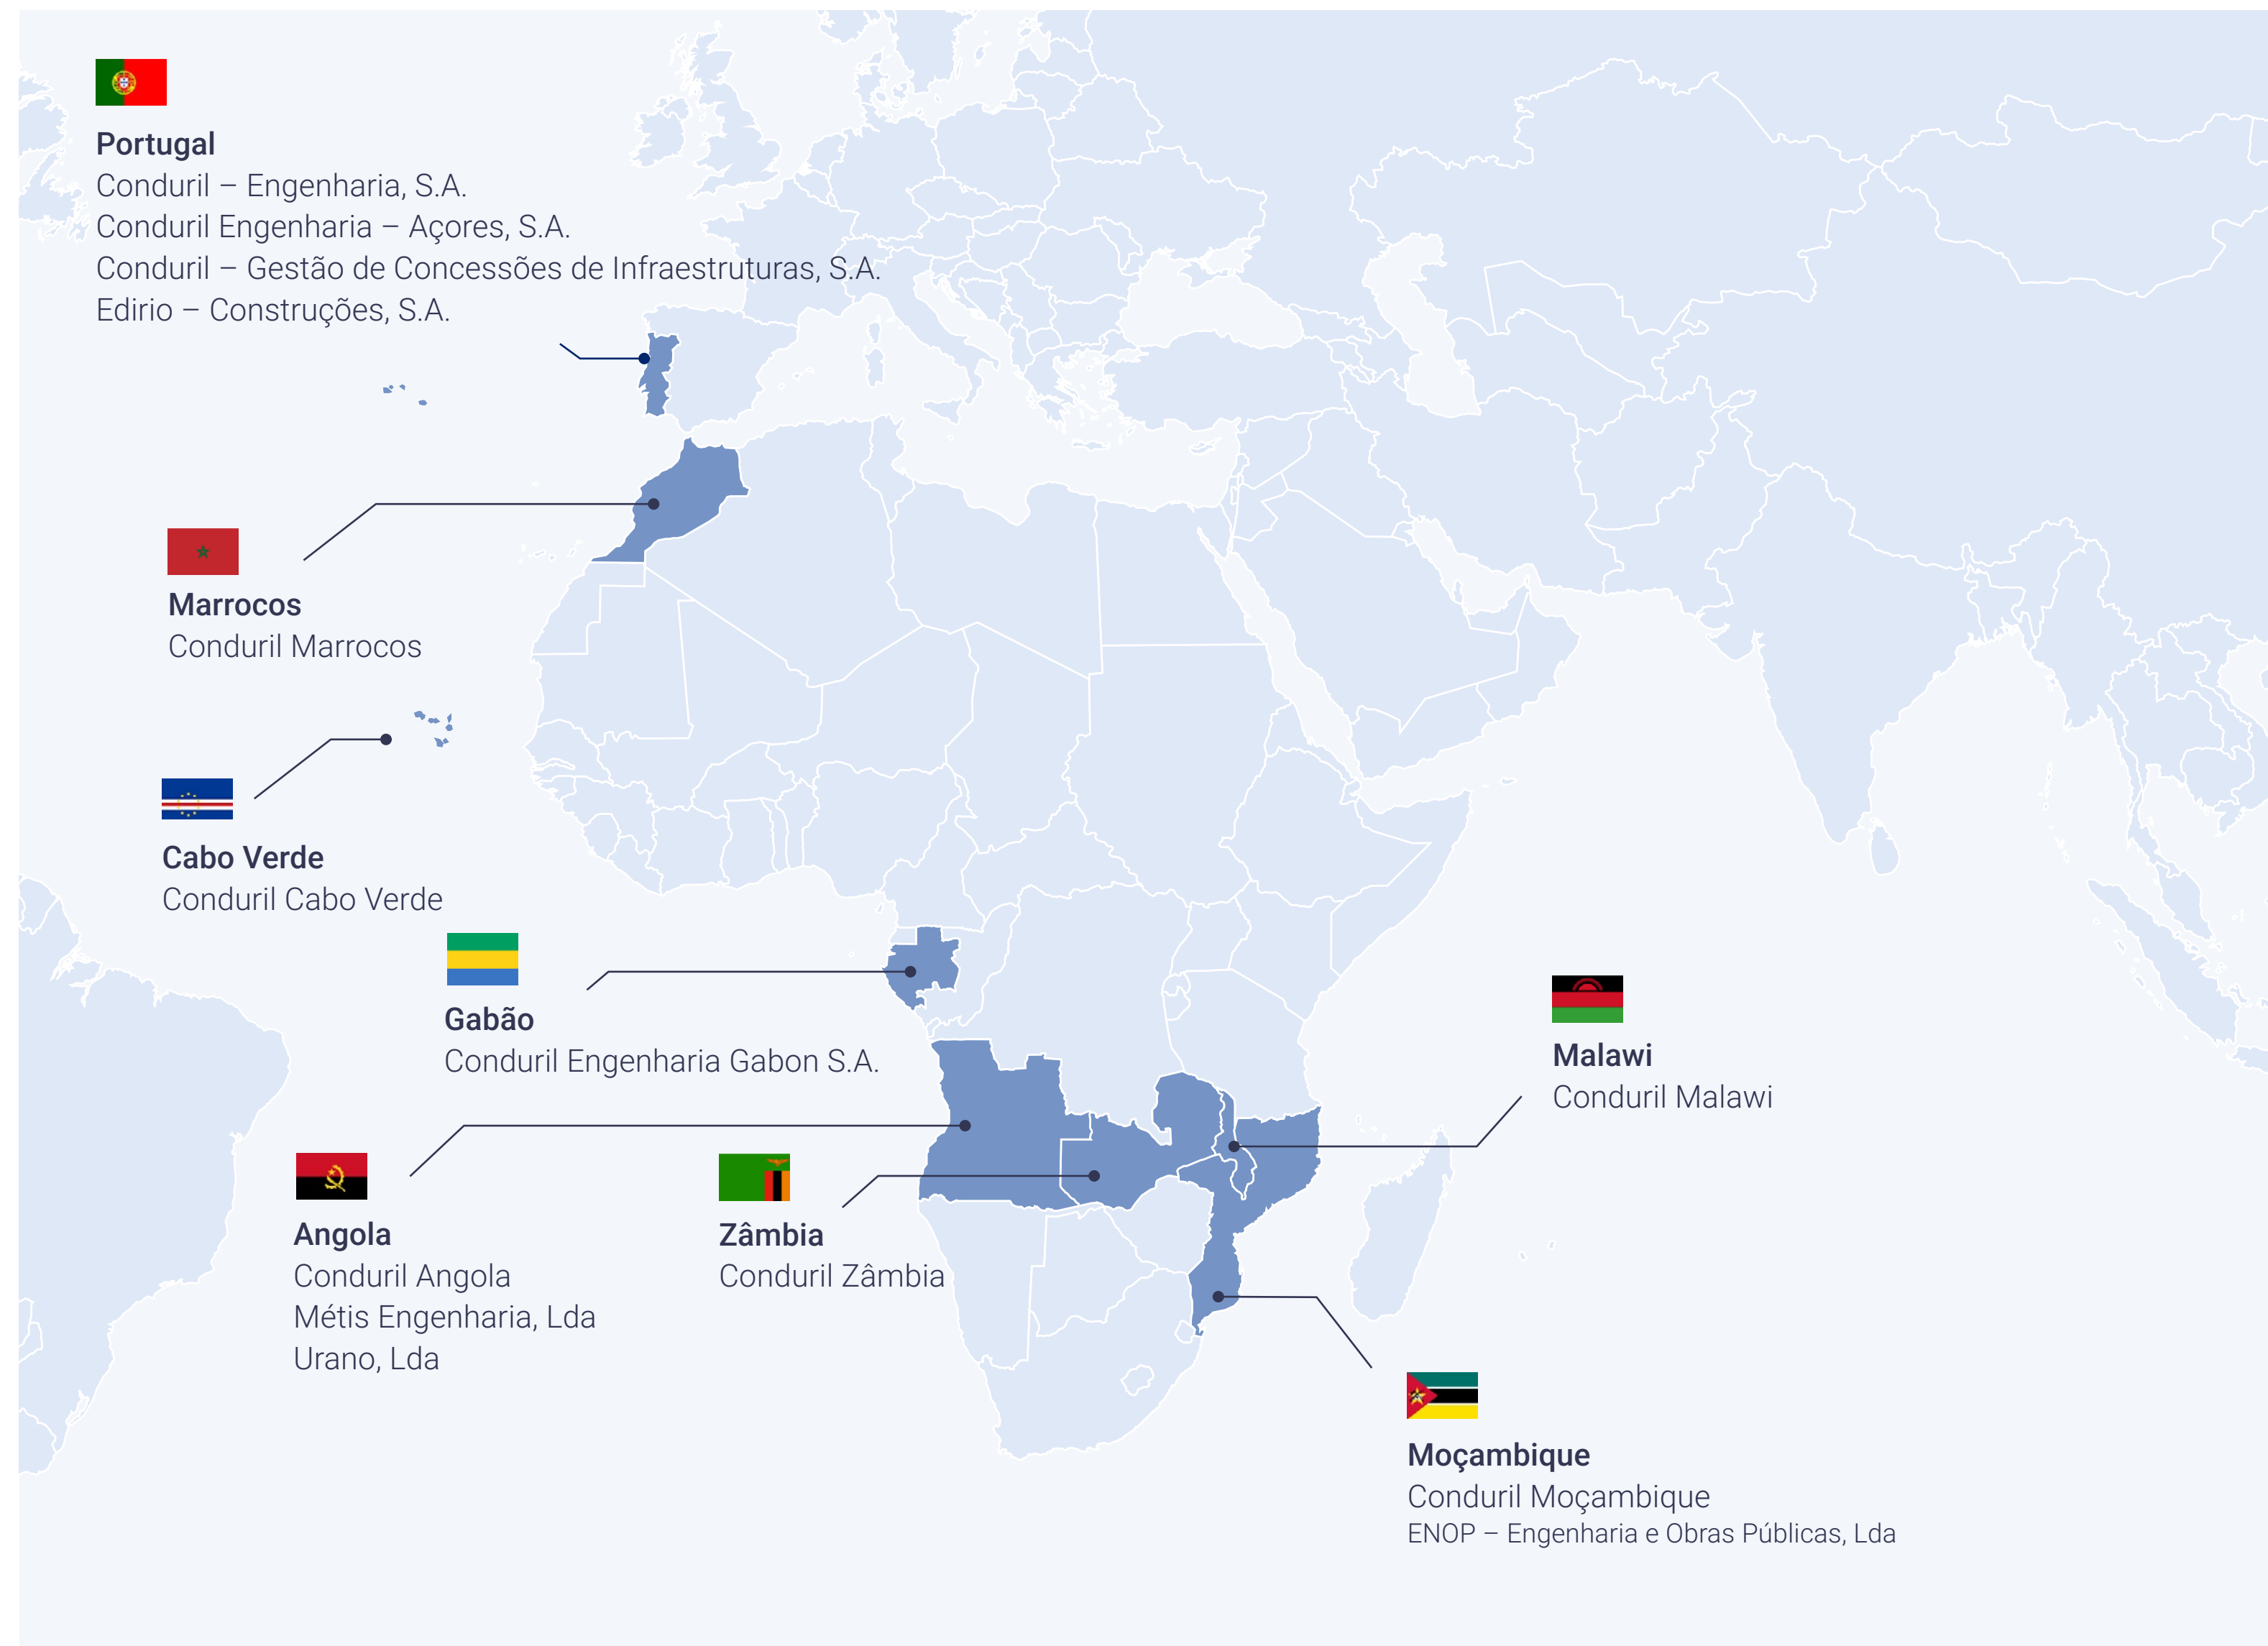 Portugal
Conduril – Engenharia, S.A.
Conduril Engenharia – Açores, S.A.
Conduril – Gestão de Concessões de Infraestruturas, S.A.
Edirio – Construções, S.A.
Marrocos
Conduril Marrocos
Cabo Verde
Conduril Cabo Verde
Gabão
Conduril Engenharia Gabon S.A.
Malawi
Conduril Malawi
Angola
Conduril Angola
Métis Engenharia, Lda
Urano, Lda
Zâmbia
Conduril Zâmbia
Moçambique
Conduril Moçambique
ENOP – Engenharia e Obras Públicas, Lda